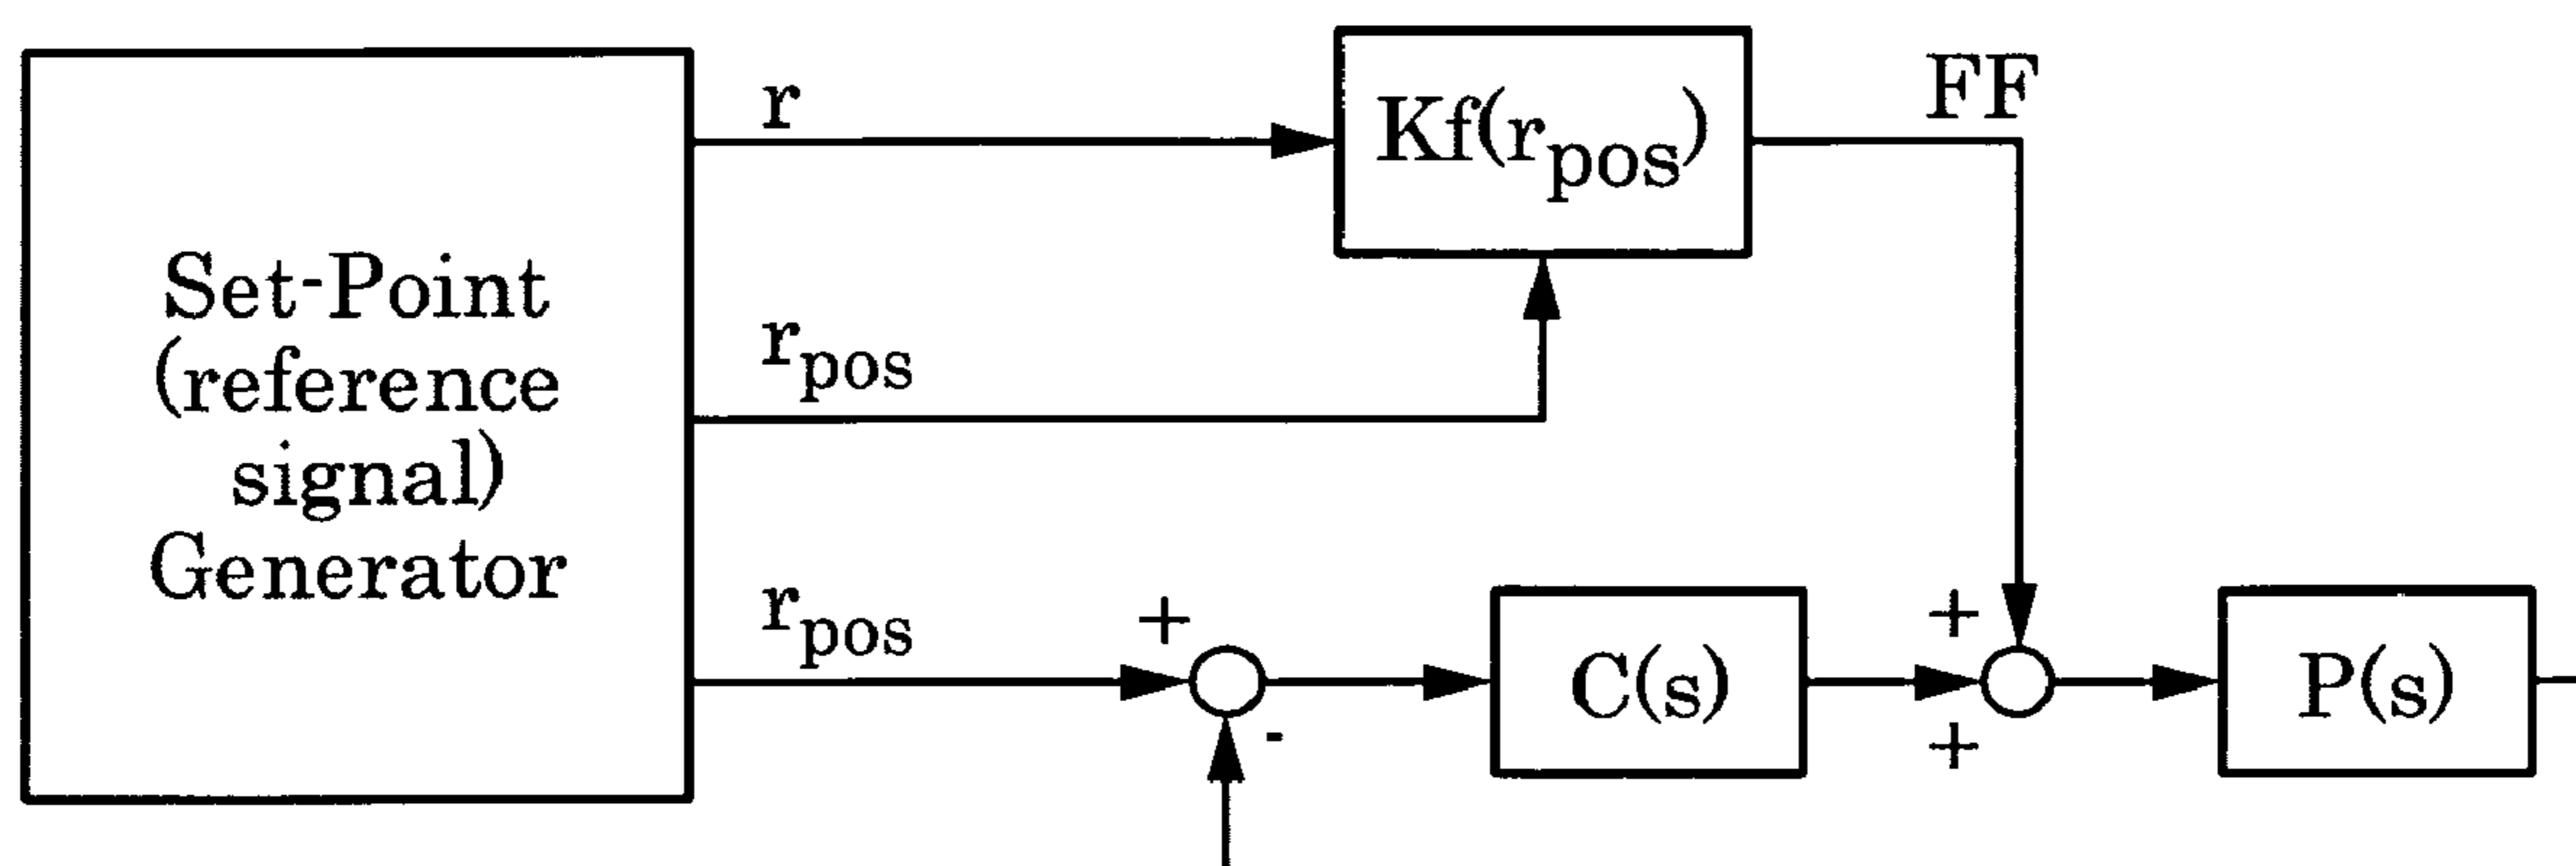 r
Kf(rpos)
FF
Set-Point
(reference
signal)
Generator
rpos
rpos
+
-
C(s)
+
+
P(s)